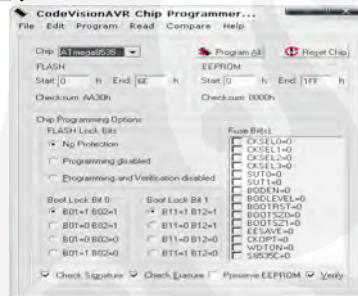 CodeVisionAVR Chip Programmer...
File Edit Program Read Compare Help
Chip: ATmega8535 Program All Reset Chip
FLASH EEPROM
Start: 0 h End: 6E h Start: 0 h End: 1FF h
Checksum: AA30h Checksum: 0000h
Chip Programming Options
FLASH Lock Bits Fuse Bit(s)
No Protection
Programming disabled
Programming and Verification disabled
CKSEL0=0
CKSEL1=0
CKSEL2=0
CKSEL3=0
SUT0=0
SUT1=0
BODEN=0
BODLEVEL=0
BOOTRST=0
BOOTSZ0=0
BOOTSZ1=0
EESAVE=0
CKOPT=0
WDTON=0
S8535C=0
Boot Lock Bit 0 Boot Lock Bit 1
B01=1 B02=1 B11=1 B12=1
B01=0 B02=1 B11=0 B12=1
B01=0 B02=0 B11=0 B12=0
B01=1 B02=0 B11=1 B12=0
Check Signature Check Erasure Preserve EEPROM Verify